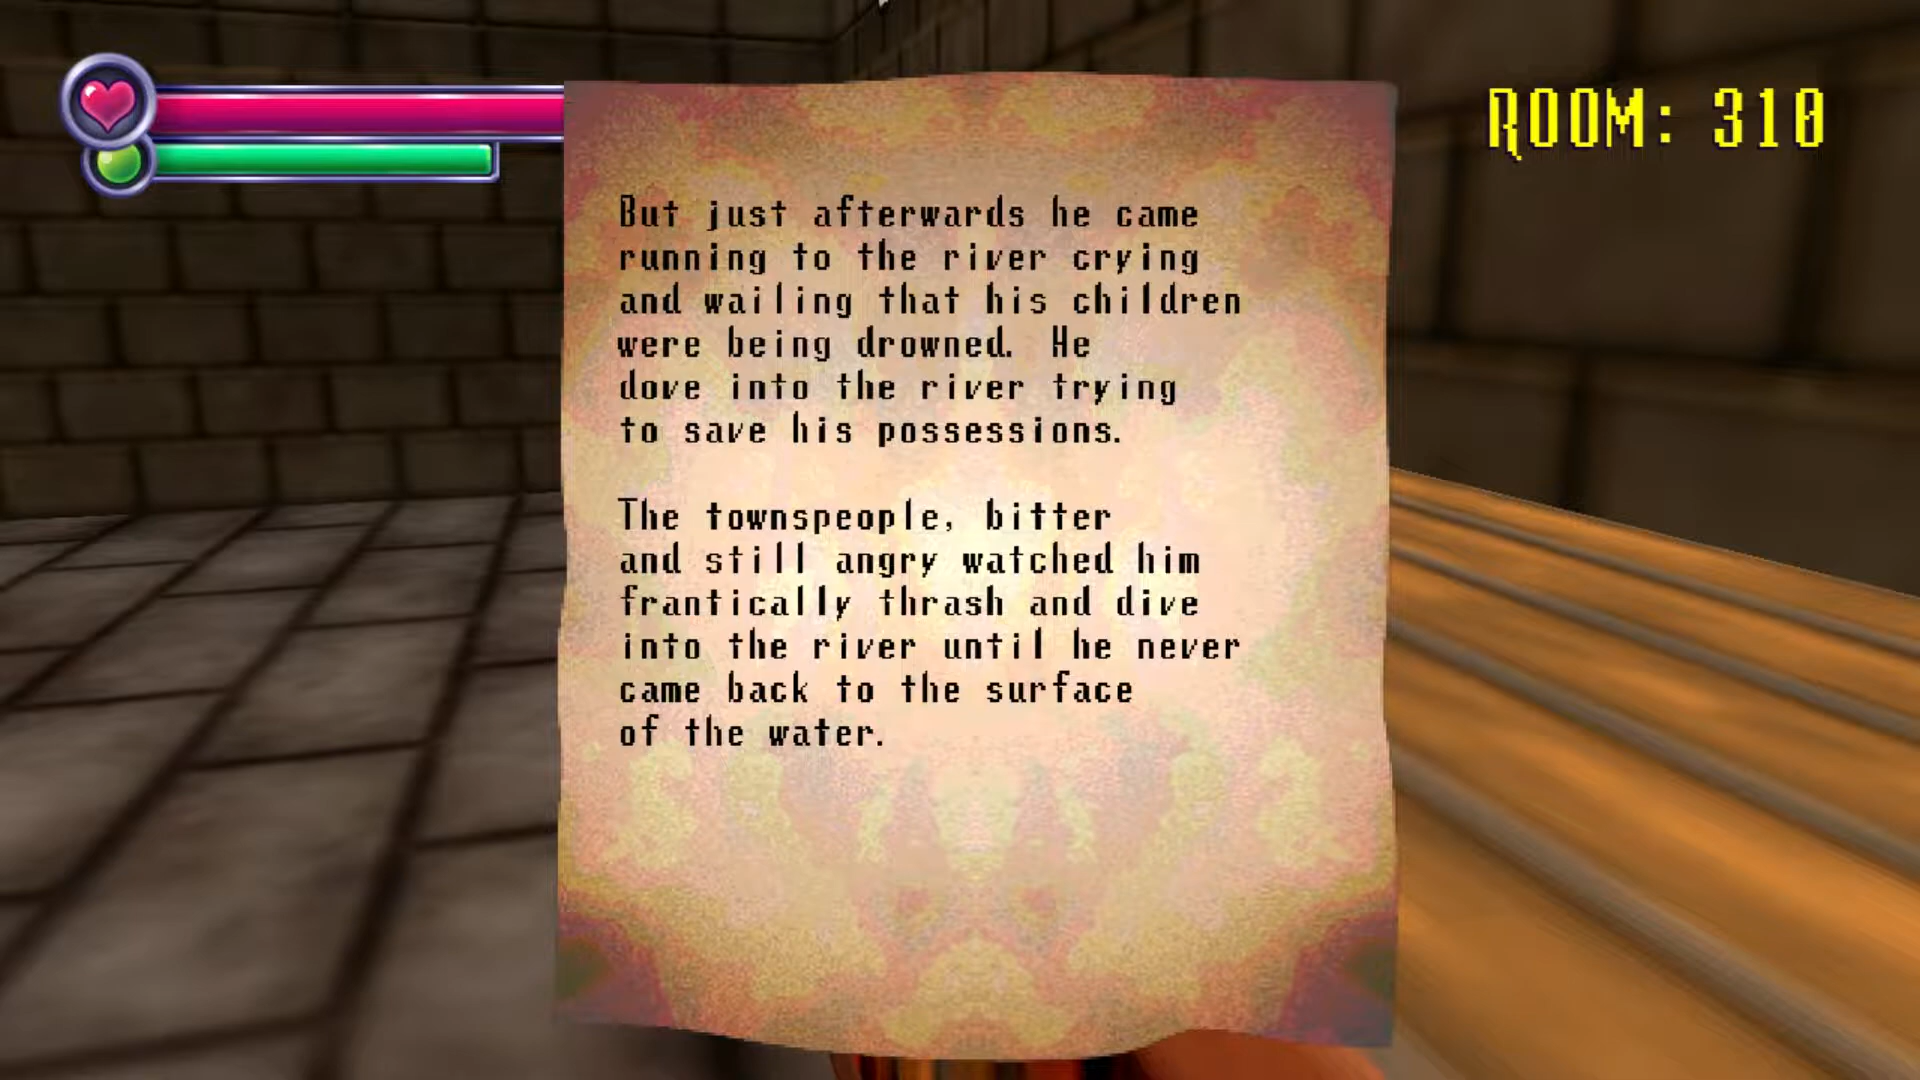 ROOM: 310
But just afterwards he came
running to the river crying
and wailing that his children
were being drowned. He
dove into the river trying
to save his possessions.
The townspeople, bitter
and still angry watched him
frantically thrash and dive
into the river until he never
came back to the surface
of the water.